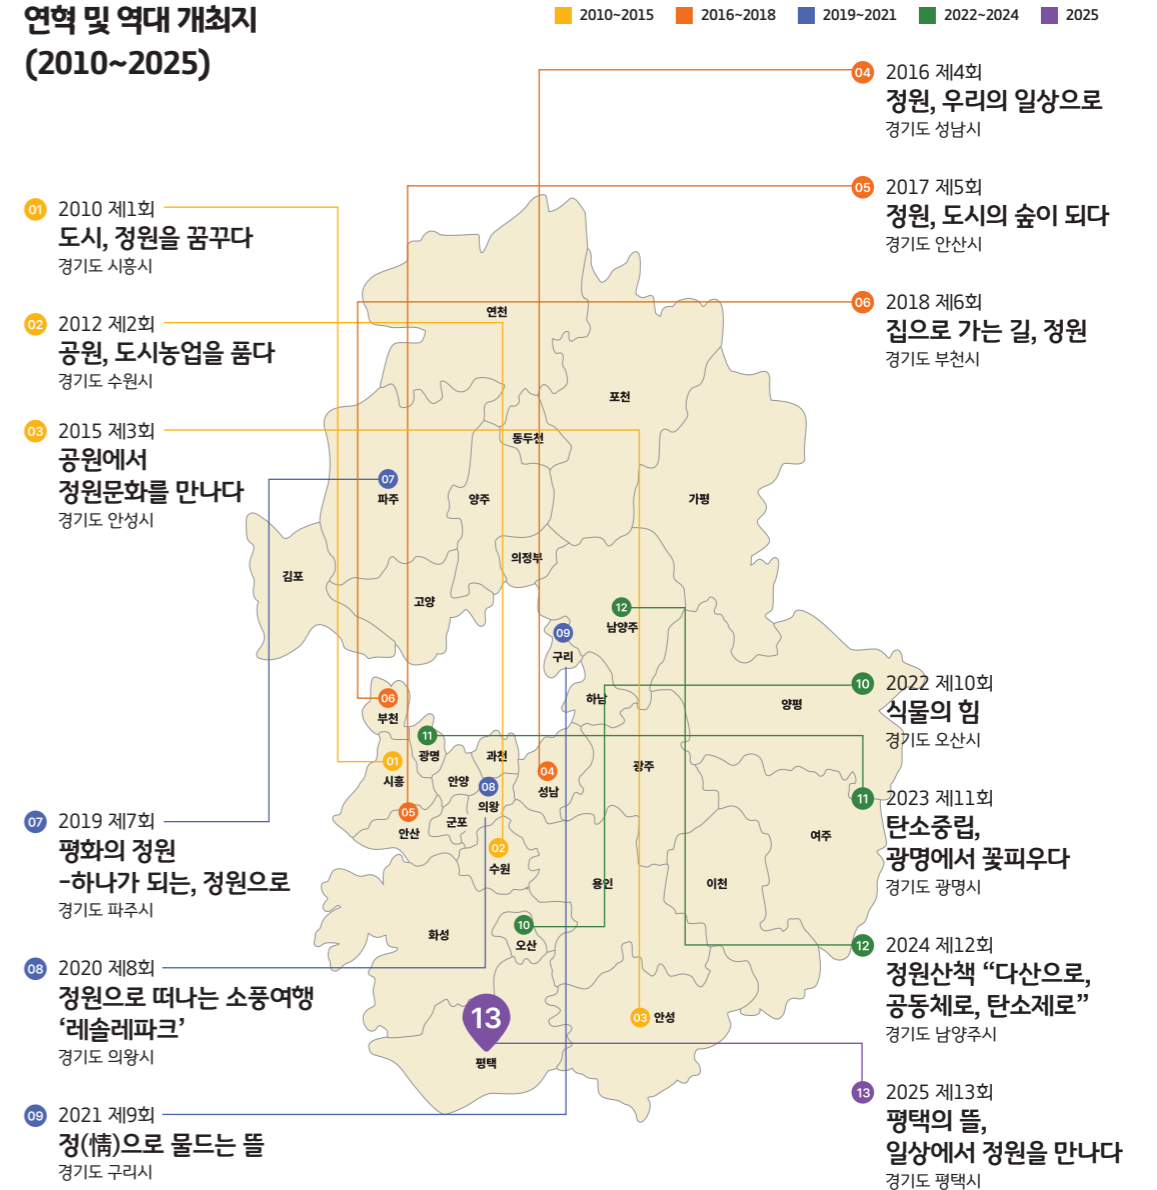 연혁 및 역대 개최지
(2010~2025)
2010~2015
2016~2018
2019~2021
2022~2024
2025
01
2010 제1회
도시, 정원을 꿈꾸다
경기도 시흥시
02
2012 제2회
공원, 도시농업을 품다
경기도 수원시
03
2015 제3회
공원에서
정원문화를 만나다
경기도 안성시
04
2016 제4회
정원, 우리의 일상으로
경기도 성남시
05
2017 제5회
정원, 도시의 숲이 되다
경기도 안산시
06
2018 제6회
집으로 가는 길, 정원
경기도 부천시
07
2019 제7회
평화의 정원
-하나가 되는, 정원으로
경기도 파주시
08
2020 제8회
정원으로 떠나는 소풍여행
‘레솔레파크’
경기도 의왕시
09
2021 제9회
정(情)으로 물드는 뜰
경기도 구리시
10
2022 제10회
식물의 힘
경기도 오산시
11
2023 제11회
탄소중립,
광명에서 꽃피우다
경기도 광명시
12
2024 제12회
정원산책 “다산으로,
공동체로, 탄소제로”
경기도 남양주시
13
2025 제13회
평택의 뜰,
일상에서 정원을 만나다
경기도 평택시
연천
포천
동두천
07
파주
양주
가평
의정부
김포
고양
12
남양주
09
구리
06
부천
하남
양평
11
광명
01
시흥
과천
안양
08
의왕
04
성남
광주
05
안산
군포
02
수원
여주
용인
이천
10
오산
화성
13
평택
03
안성